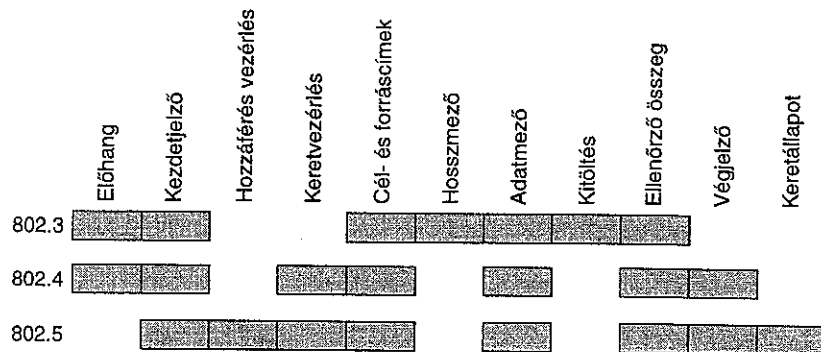 Előhang
Kezdetjelző
Hozzáférés vezérlés
Keretvezérlés
Cél- és forráscímek
Hosszmező
Adatmező
Kitöltés
Ellenőrző összeg
Végjelző
Keretállapot
802.3
802.4
802.5